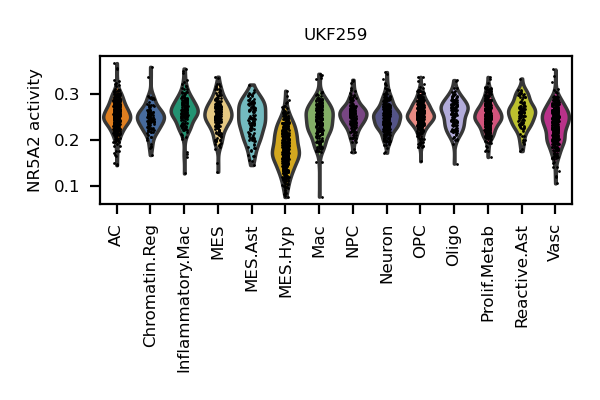 UKF259
NR5A2 activity
0.3
0.2
0.1
AC
Chromatin.Reg
Inflammatory.Mac
MES
MES.Ast
MES.Hyp
Mac
NPC
Neuron
OPC
Oligo
Prolif.Metab
Reactive.Ast
Vasc